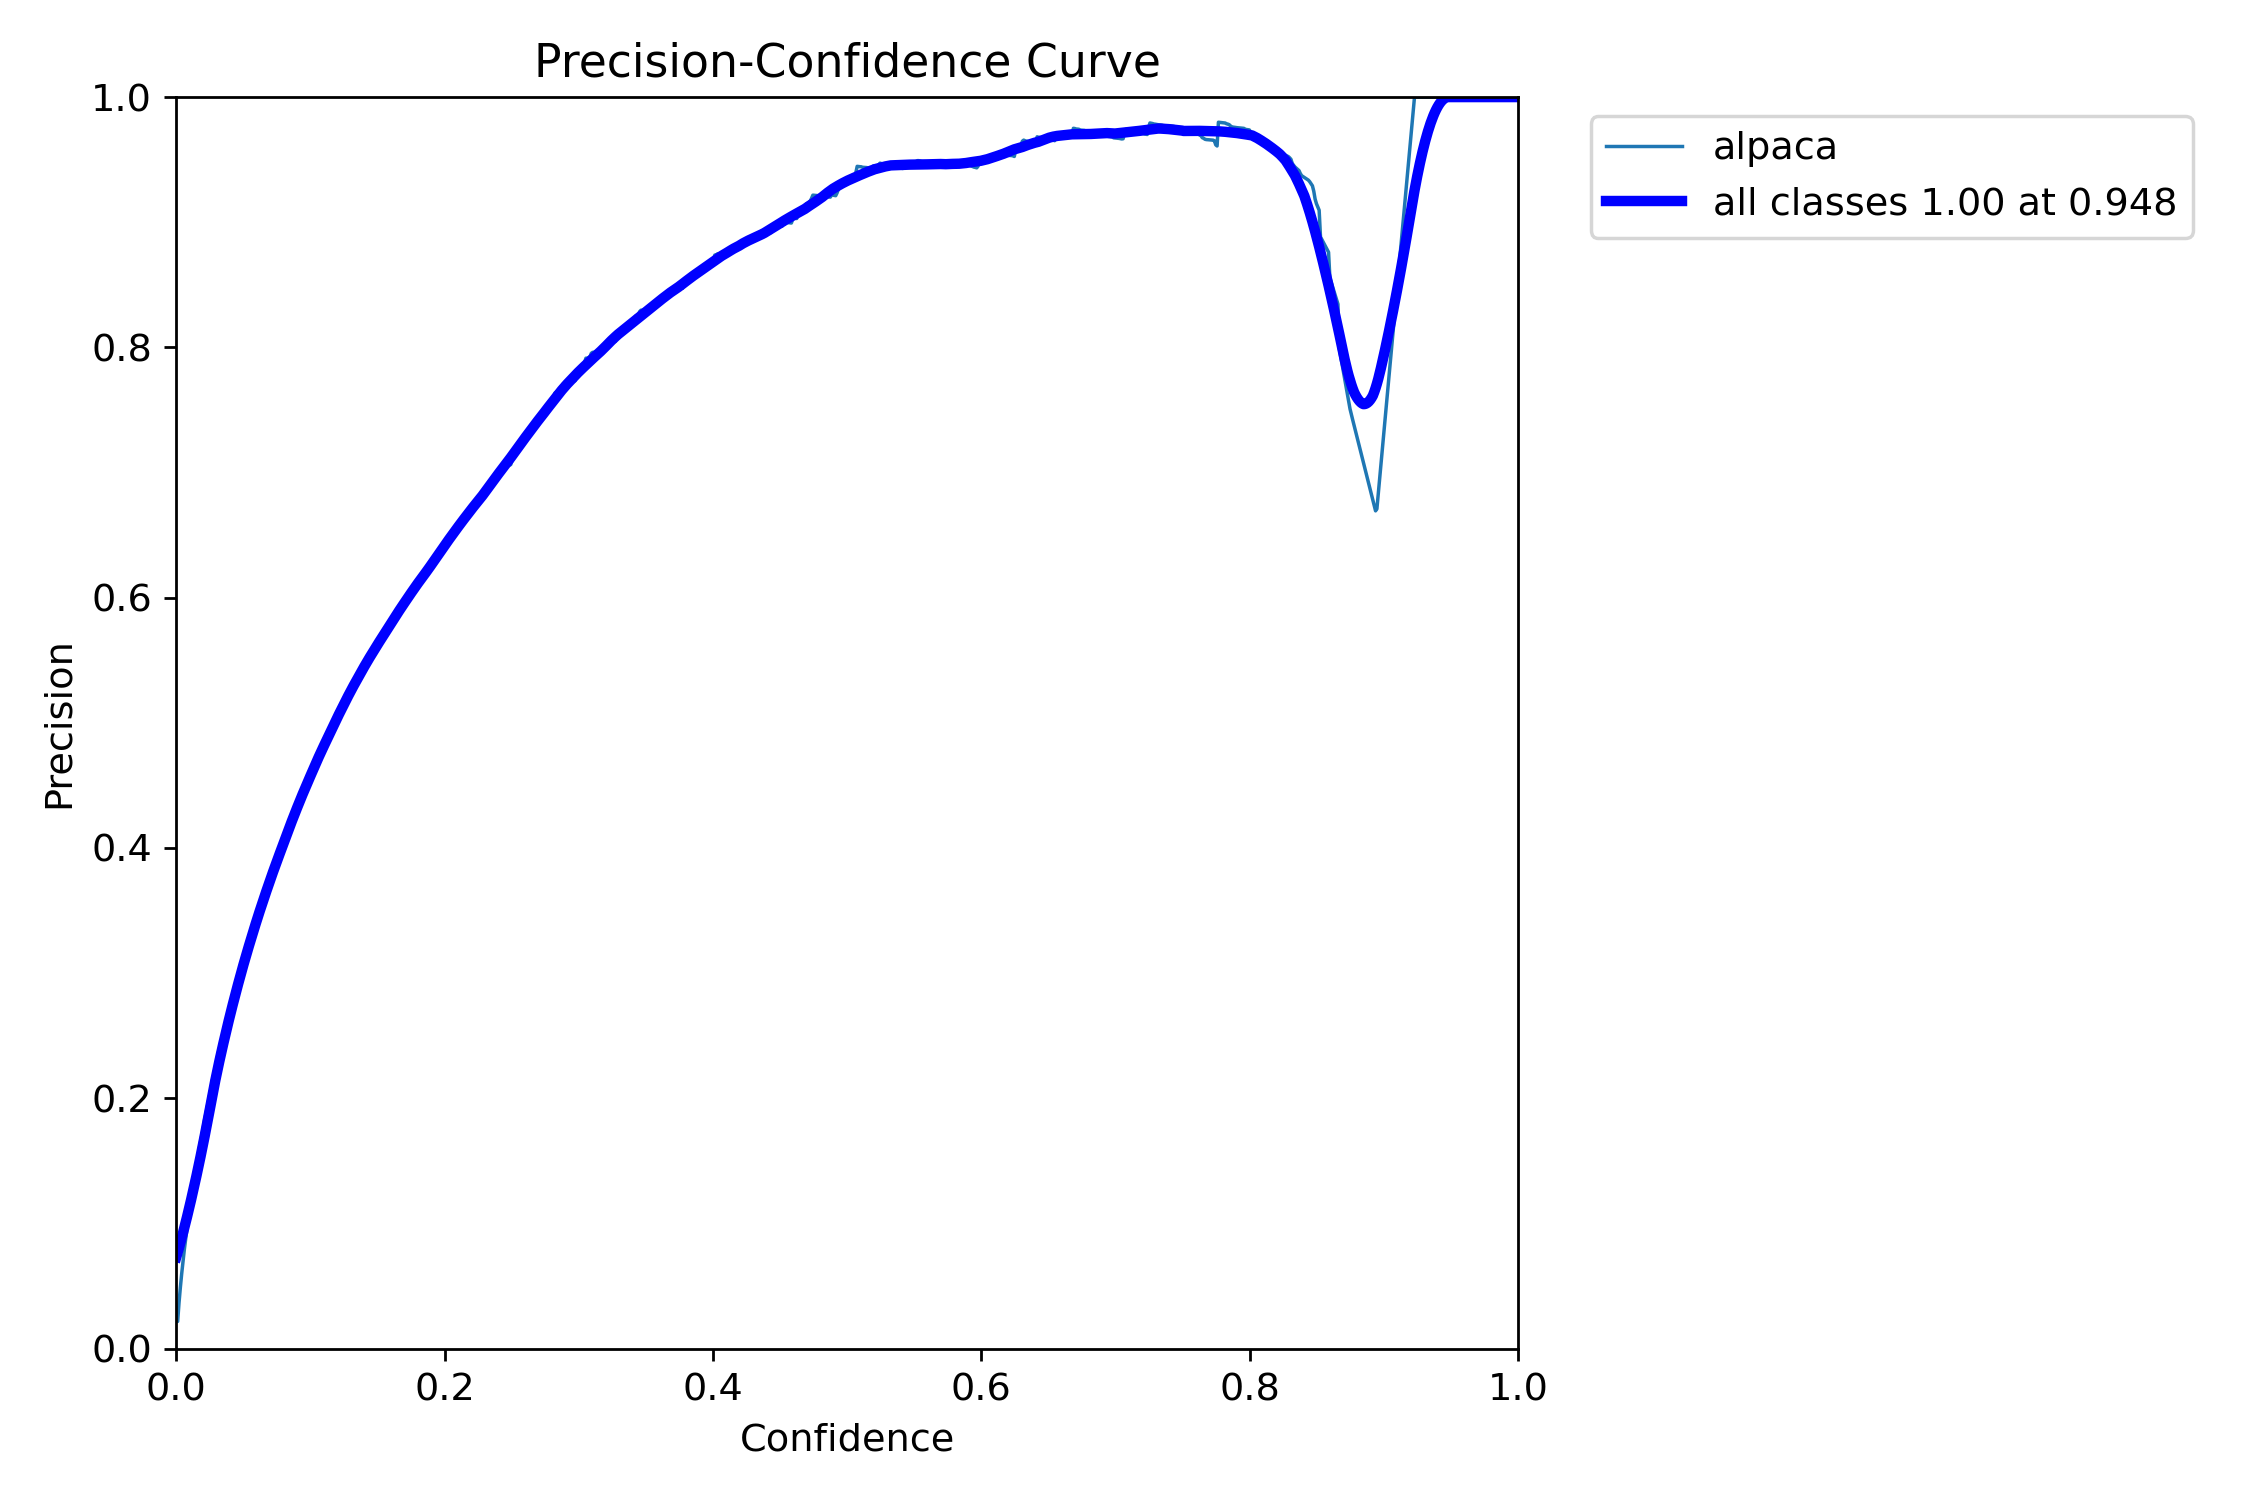 Precision-Confidence Curve
1.0
0.8
0.6
0.4
0.2
0.0
Precision
0.0 0.2 0.4 0.6 0.8 1.0
Confidence
alpaca
all classes 1.00 at 0.948